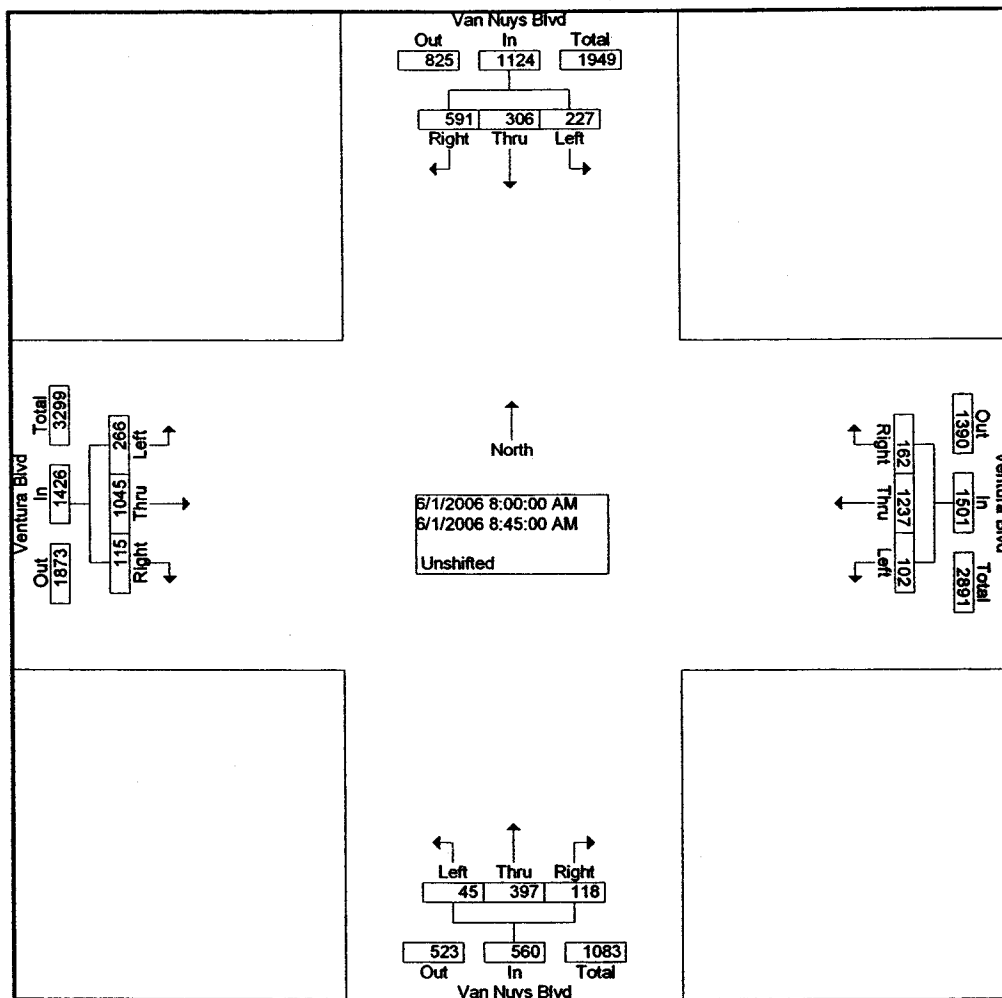 Van Nuys Blvd
Out In Total
825 1124 1949
591 306 227
Right Thru Left
Ventura Blvd
Total In Out
3299 1426 1873
266 1045 115
Left Thru Right
North
6/1/2006 8:00:00 AM
6/1/2006 8:45:00 AM
Unshifted
Right Thru Left
162 1237 102
Out In Total
1390 1501 2891
Ventura Blvd
Left Thru Right
45 397 118
523 560 1083
Out In Total
Van Nuys Blvd